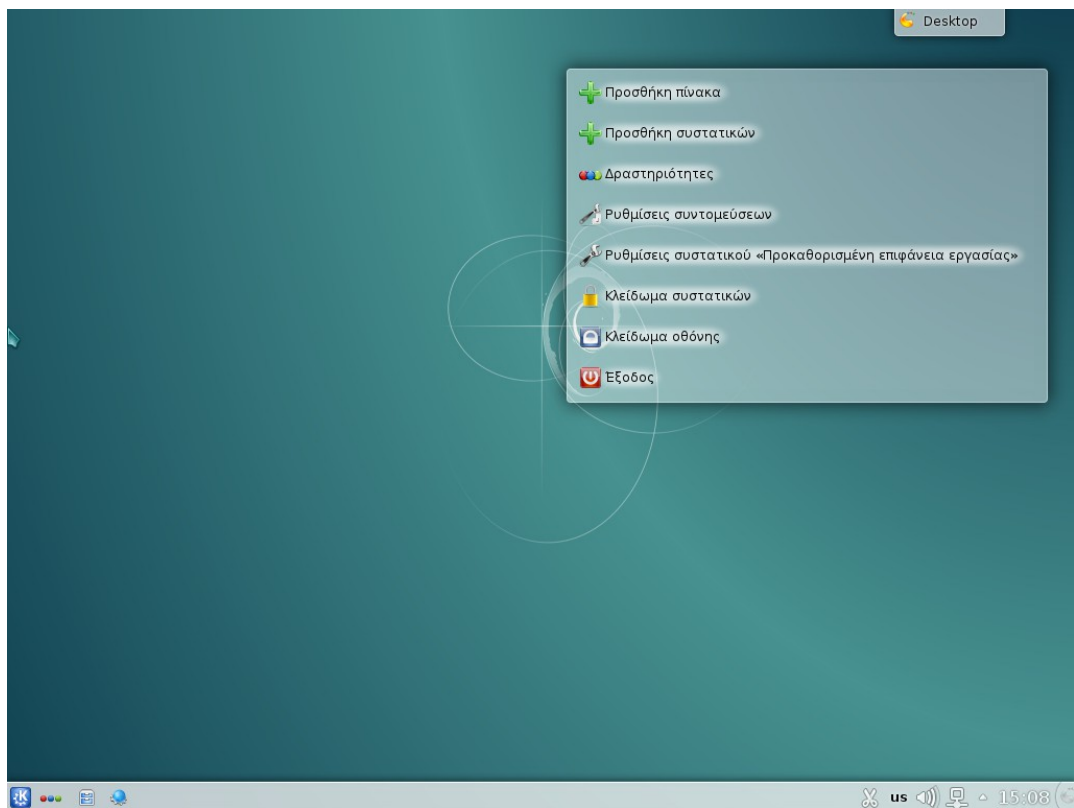 Desktop
Προσθήκη πίνακα
Προσθήκη συστατικών
Δραστηριότητες
Ρυθμίσεις συντομεύσεων
Ρυθμίσεις συστατικού «Προκαθορισμένη επιφάνεια εργασίας»
Κλείδωμα συστατικών
Κλείδωμα οθόνης
Έξοδος
us 15:08